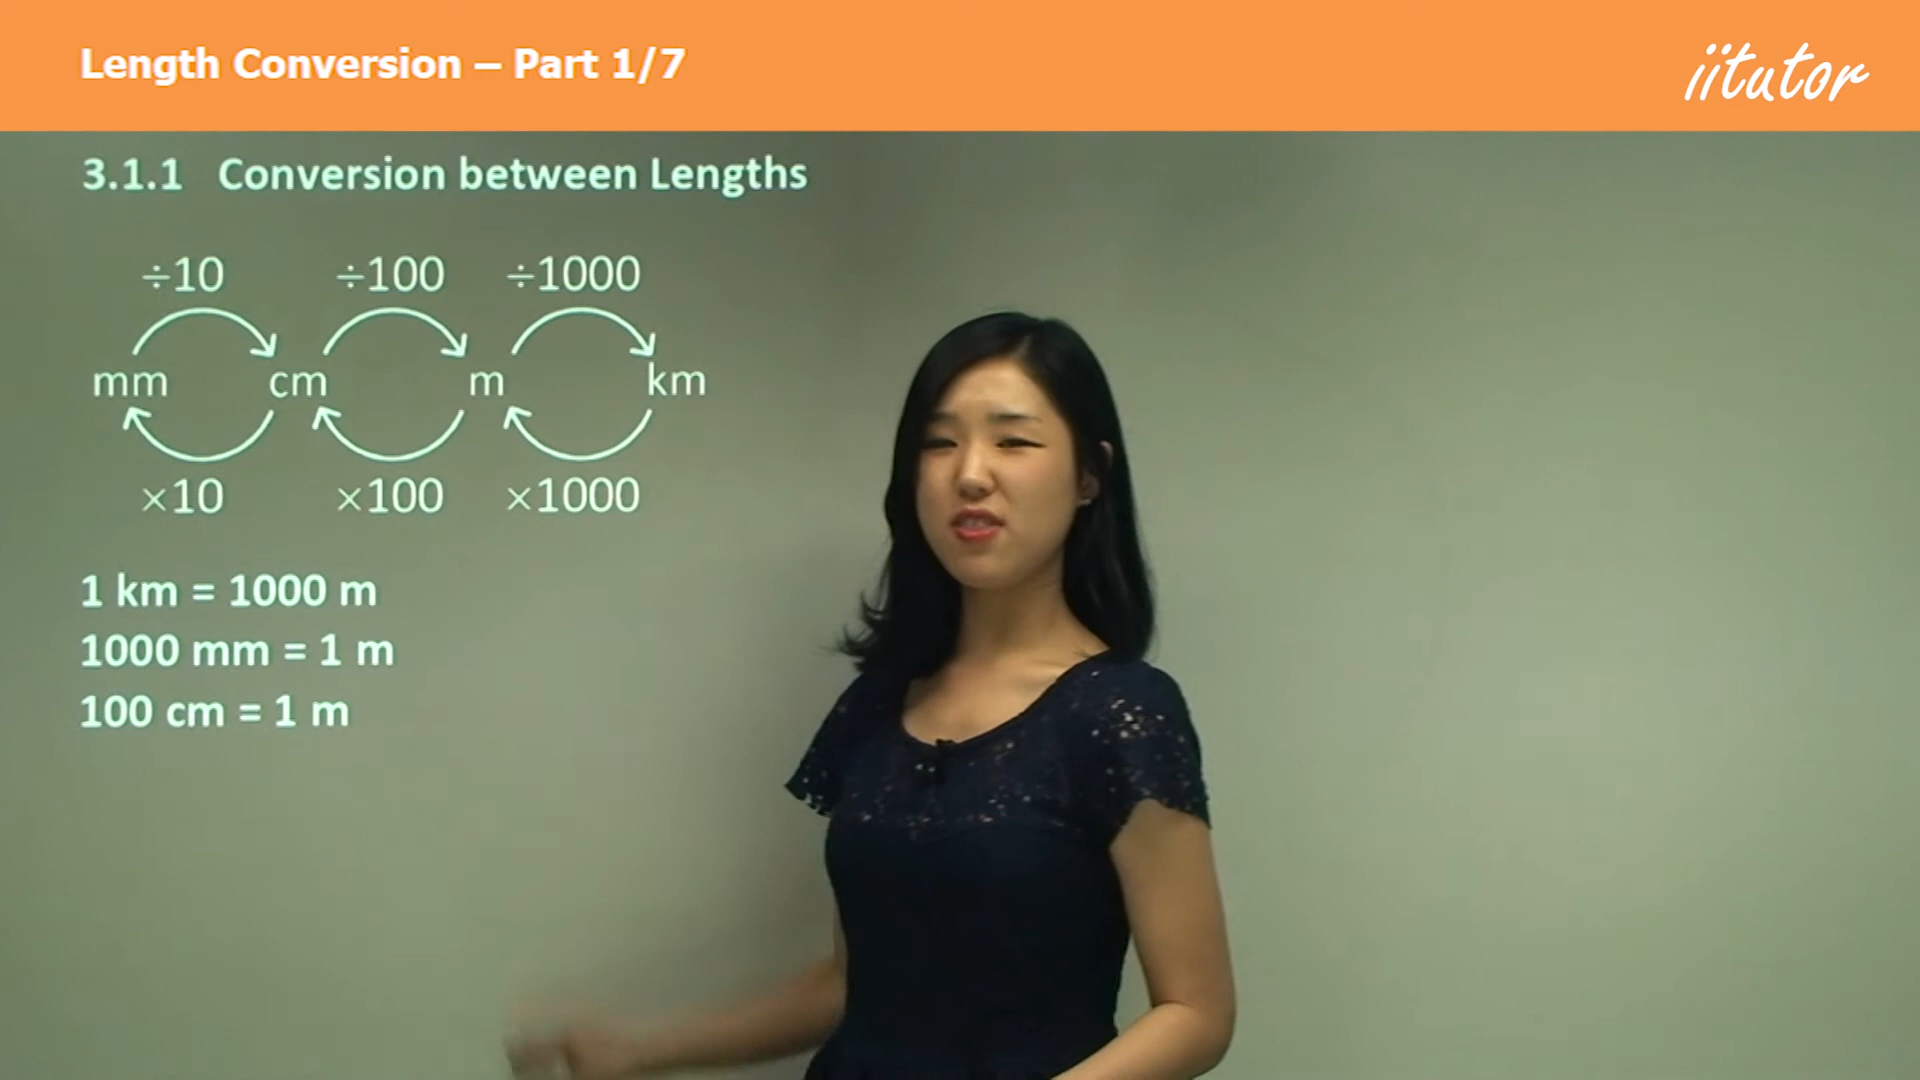 Length Conversion – Part 1/7
iitutor
3.1.1 Conversion between Lengths
÷10 ÷100 ÷1000
mm cm m km
×10 ×100 ×1000
1 km = 1000 m
1000 mm = 1 m
100 cm = 1 m